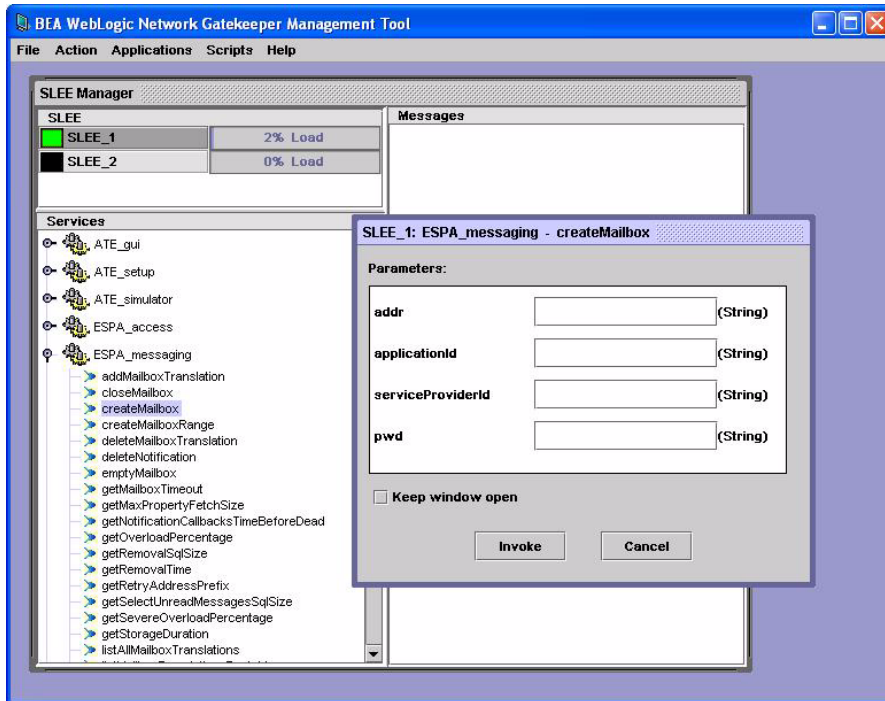 BEA WebLogic Network Gatekeeper Management Tool
File Action Applications Scripts Help
SLEE Manager
SLEE
SLEE_1 2% Load
SLEE_2 0% Load
Messages
Services
ATE_gui
ATE_setup
ATE_simulator
ESPA_access
ESPA_messaging
addMailboxTranslation
closeMailbox
createMailbox
createMailboxRange
deleteMailboxTranslation
deleteNotification
emptyMailbox
getMailboxTimeout
getMaxPropertyFetchSize
getNotificationCallbacksTimeBeforeDead
getOverloadPercentage
getRemovalSqlSize
getRemovalTime
getRetryAddressPrefix
getSelectUnreadMessagesSqlSize
getSevereOverloadPercentage
getStorageDuration
listAllMailboxTranslations
SLEE_1: ESPA_messaging - createMailbox
Parameters:
addr (String)
applicationId (String)
serviceProviderId (String)
pwd (String)
Keep window open
Invoke Cancel